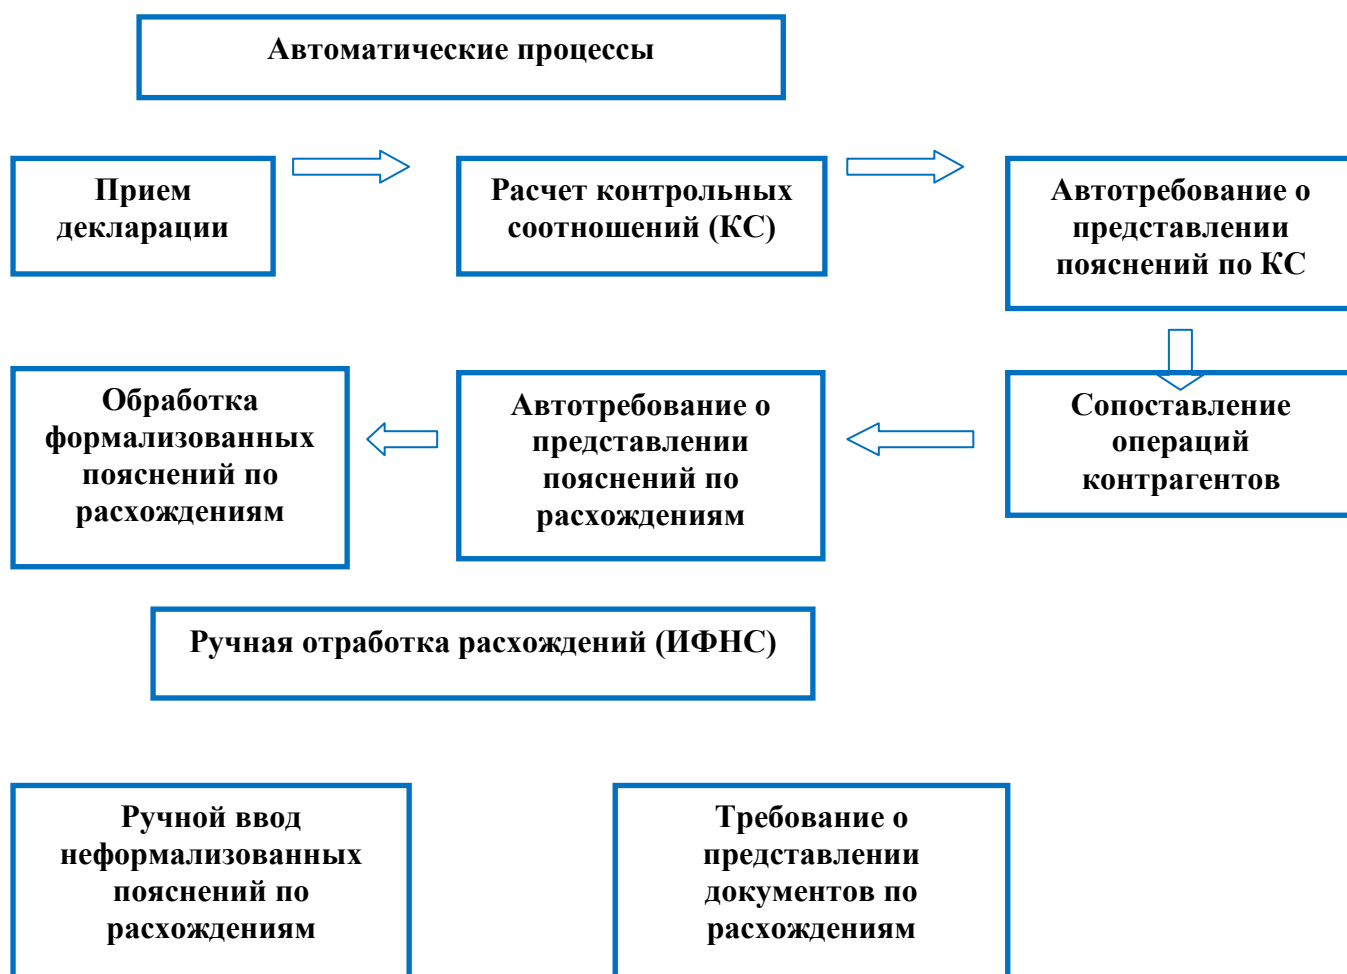 Автоматические процессы
Прием
декларации
Расчет контрольных
соотношений (КС)
Автотребование о
представлении
пояснений по КС
Обработка
формализованных
пояснений по
расхождениям
Автотребование о
представлении
пояснений по
расхождениям
Сопоставление
операций
контрагентов
Ручная отработка расхождений (ИФНС)
Ручной ввод
неформализованных
пояснений по
расхождениям
Требование о
представлении
документов по
расхождениям